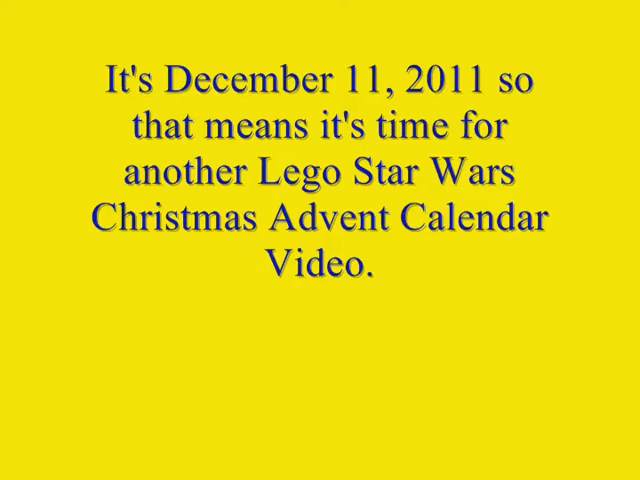 It's December 11, 2011 so
that means it's time for
another Lego Star Wars
Christmas Advent Calendar
Video.